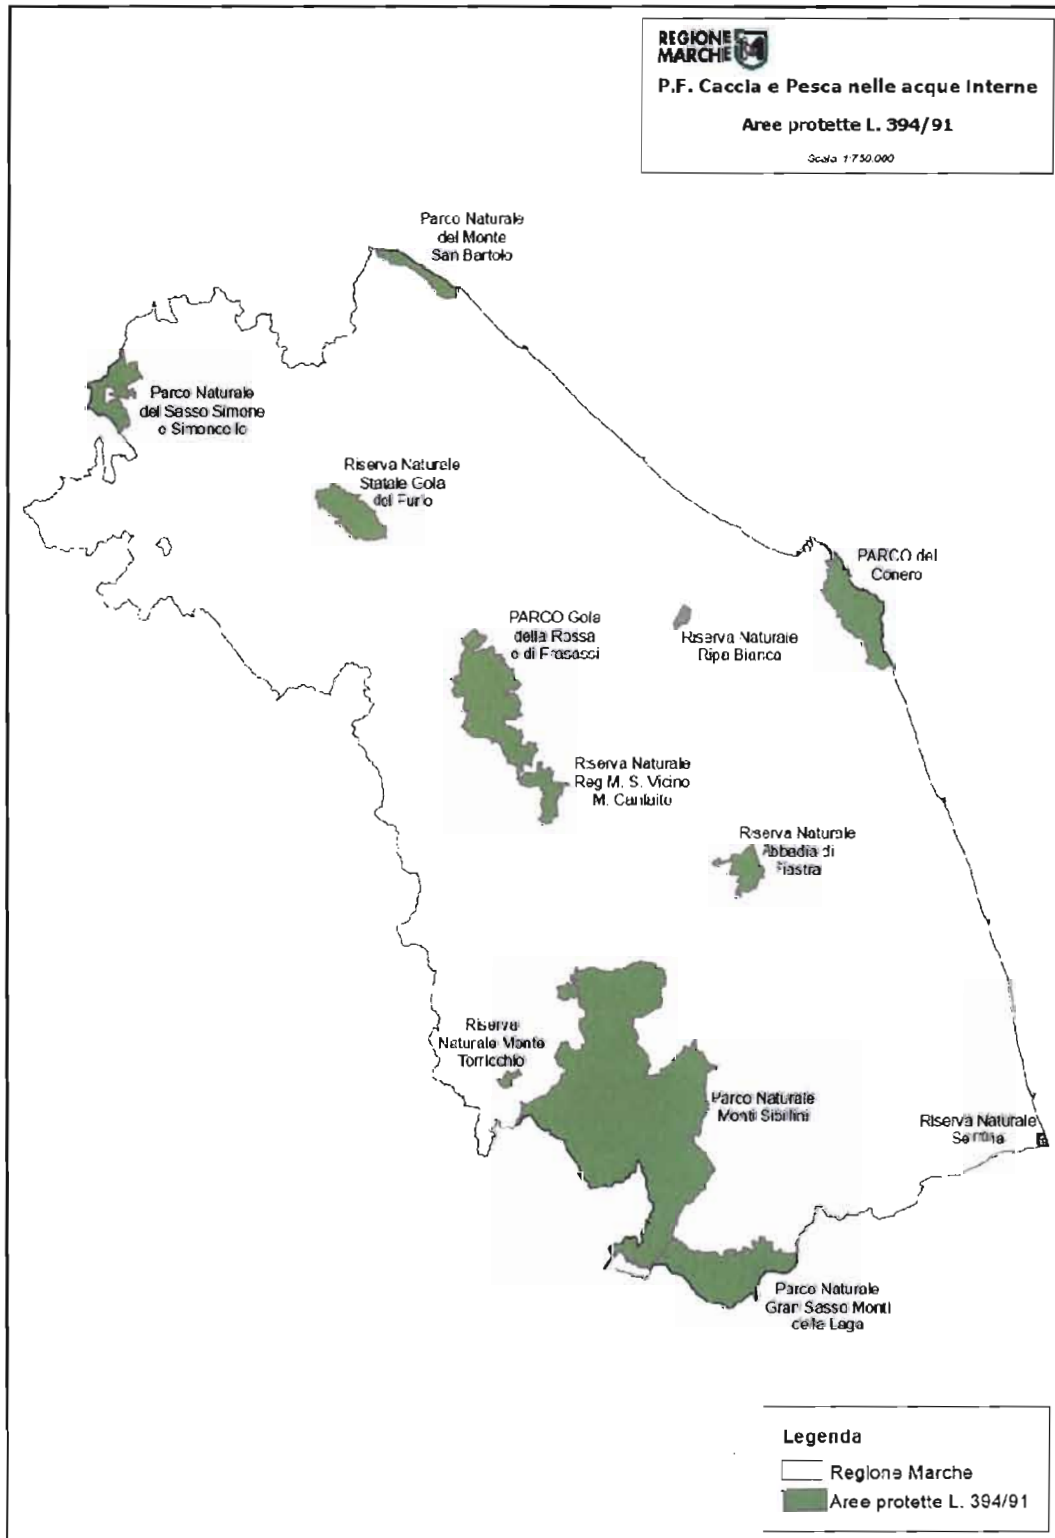 REGIONE
MARCHE
P.F. Caccia e Pesca nelle acque Interne
Aree protette L. 394/91
Scala 1:750.000
Parco Naturale
del Monte
San Bartolo
Parco Naturale
del Sasso Simone
e Simoncello
Riserva Naturale
Statale Gola
del Furlo
PARCO del
Conero
PARCO Gola
della Rossa
e di Frasassi
Riserva Naturale
Ripa Bianca
Riserva Naturale
Reg M. S. Vicino
M. Canfaito
Riserva Naturale
Abbadia di
Fiastra
Riserva
Naturale Monte
Torricchio
Parco Naturale
Monti Sibillini
Riserva Naturale
Sentina
Parco Naturale
Gran Sasso Monti
della Laga
Legenda
Regione Marche
Aree protette L. 394/91